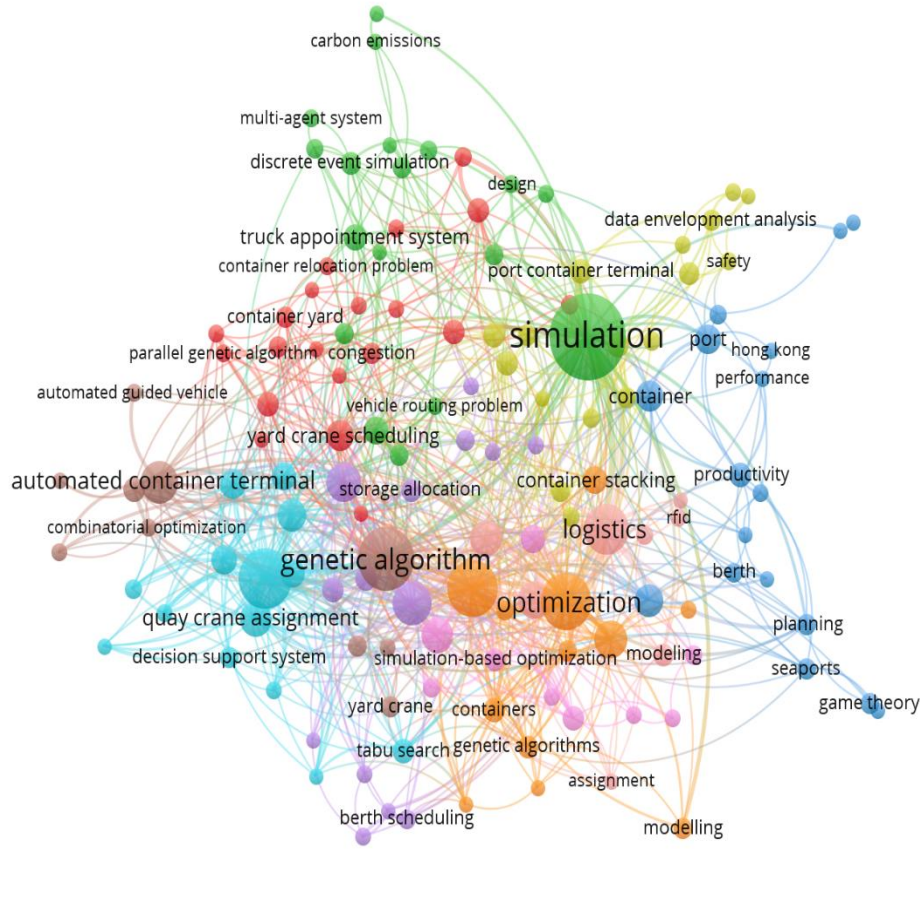 carbon emissions
multi-agent system
discrete event simulation
design
data envelopment analysis
truck appointment system
safety
container relocation problem
port container terminal
container yard
simulation
port
hong kong
parallel genetic algorithm
congestion
performance
automated guided vehicle
container
vehicle routing problem
yard crane scheduling
productivity
automated container terminal
container stacking
storage allocation
rfid
combinatorial optimization
logistics
genetic algorithm
berth
optimization
quay crane assignment
planning
decision support system
simulation-based optimization
modeling
seaports
yard crane
containers
game theory
tabu search
genetic algorithms
assignment
berth scheduling
modelling